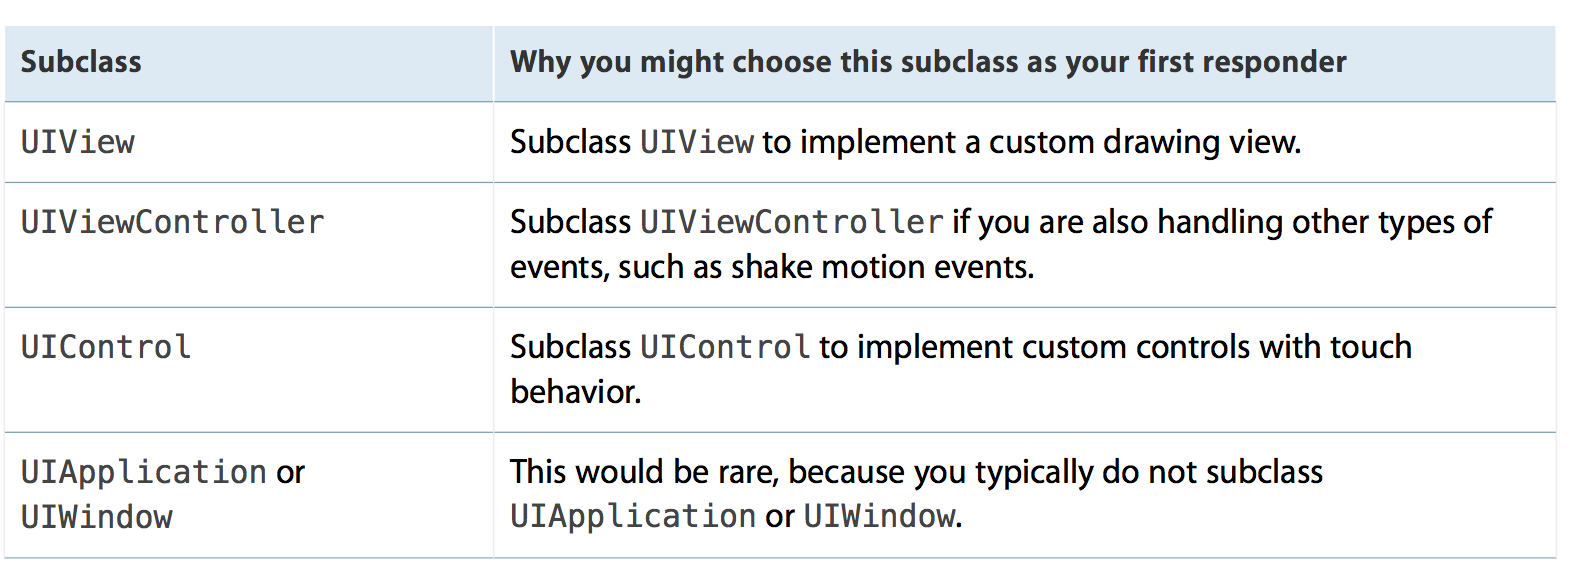 Subclass
Why you might choose this subclass as your first responder
UIView
Subclass UIView to implement a custom drawing view.
UIViewController
Subclass UIViewController if you are also handling other types of
events, such as shake motion events.
UIControl
Subclass UIControl to implement custom controls with touch
behavior.
UIApplication or
UIWindow
This would be rare, because you typically do not subclass
UIApplication or UIWindow.